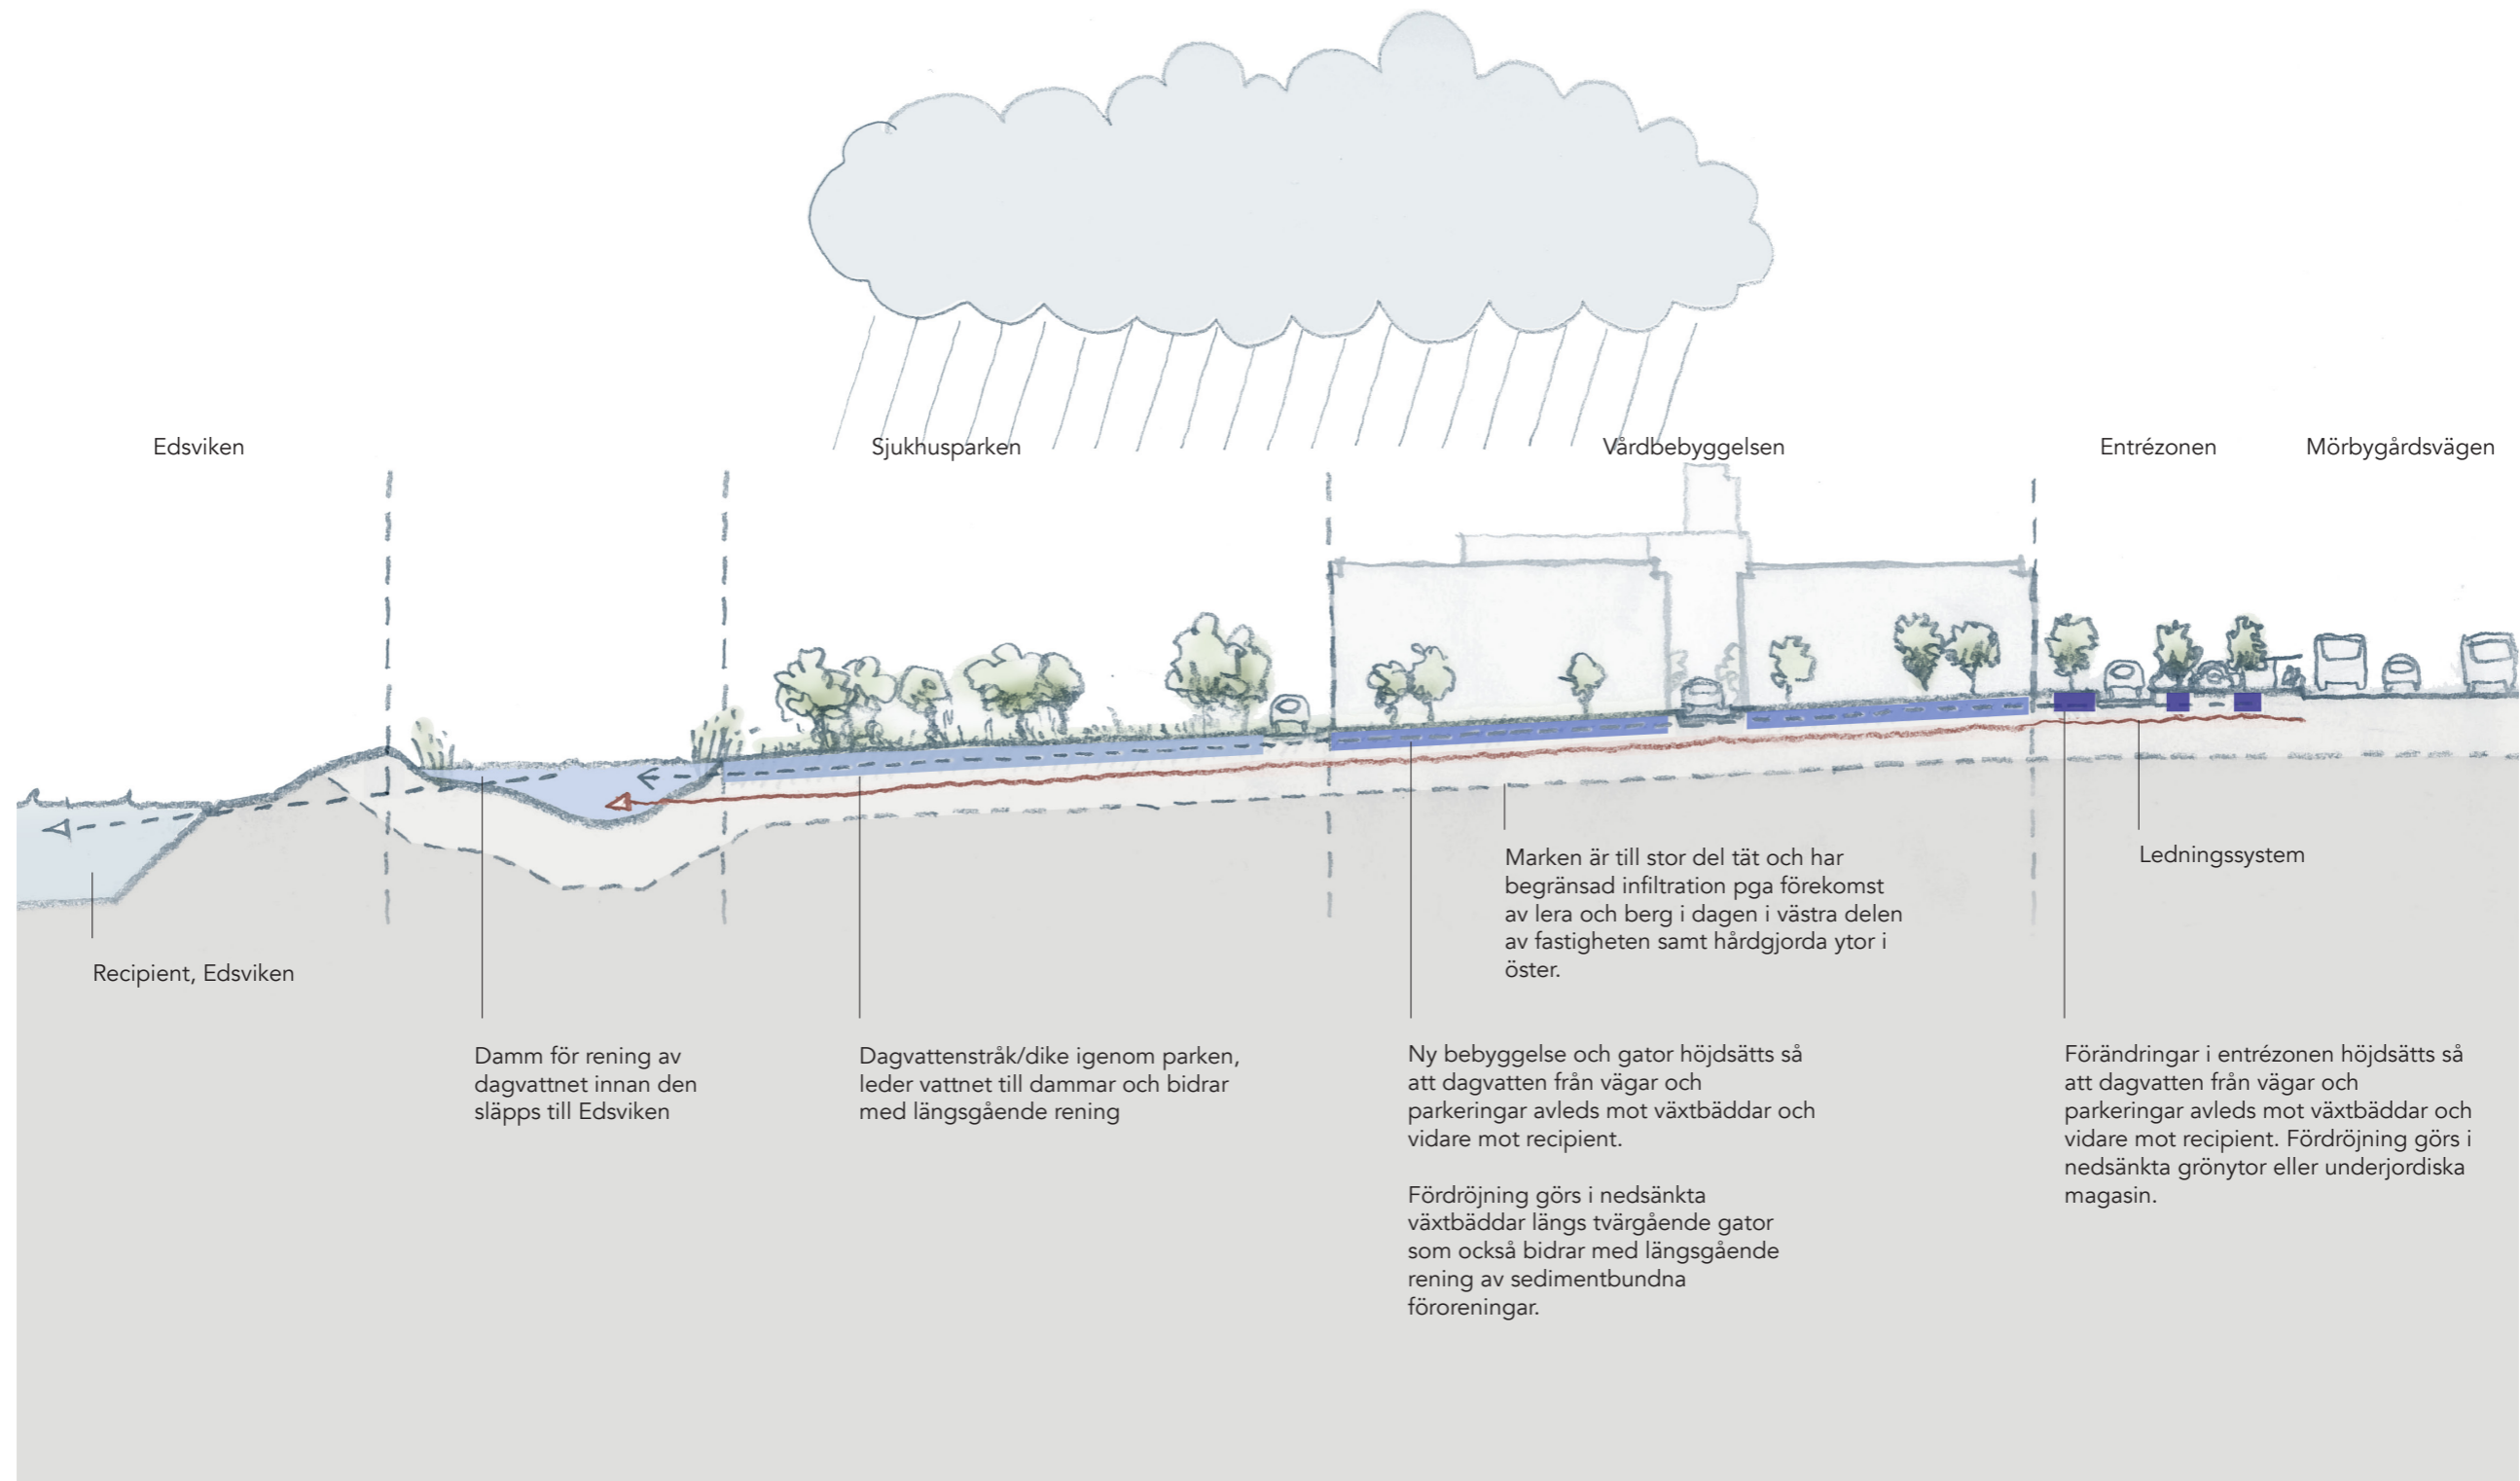 Edsviken
Sjukhusparken
Vårdbebyggelsen
Entrézonen
Mörbygårdsvägen
Marken är till stor del tät och har
begränsad infiltration pga förekomst
av lera och berg i dagen i västra delen
av fastigheten samt hårdgjorda ytor i
öster.
Ledningssystem
Recipient, Edsviken
Damm för rening av
dagvattnet innan den
släpps till Edsviken
Dagvattenstråk/dike igenom parken,
leder vattnet till dammar och bidrar
med längsgående rening
Ny bebyggelse och gator höjdsätts så
att dagvatten från vägar och
parkeringar avleds mot växtbäddar och
vidare mot recipient.
Fördröjning görs i nedsänkta
växtbäddar längs tvärgående gator
som också bidrar med längsgående
rening av sedimentbundna
föroreningar.
Förändringar i entrézonen höjdsätts så
att dagvatten från vägar och
parkeringar avleds mot växtbäddar och
vidare mot recipient. Fördröjning görs i
nedsänkta grönytor eller underjordiska
magasin.